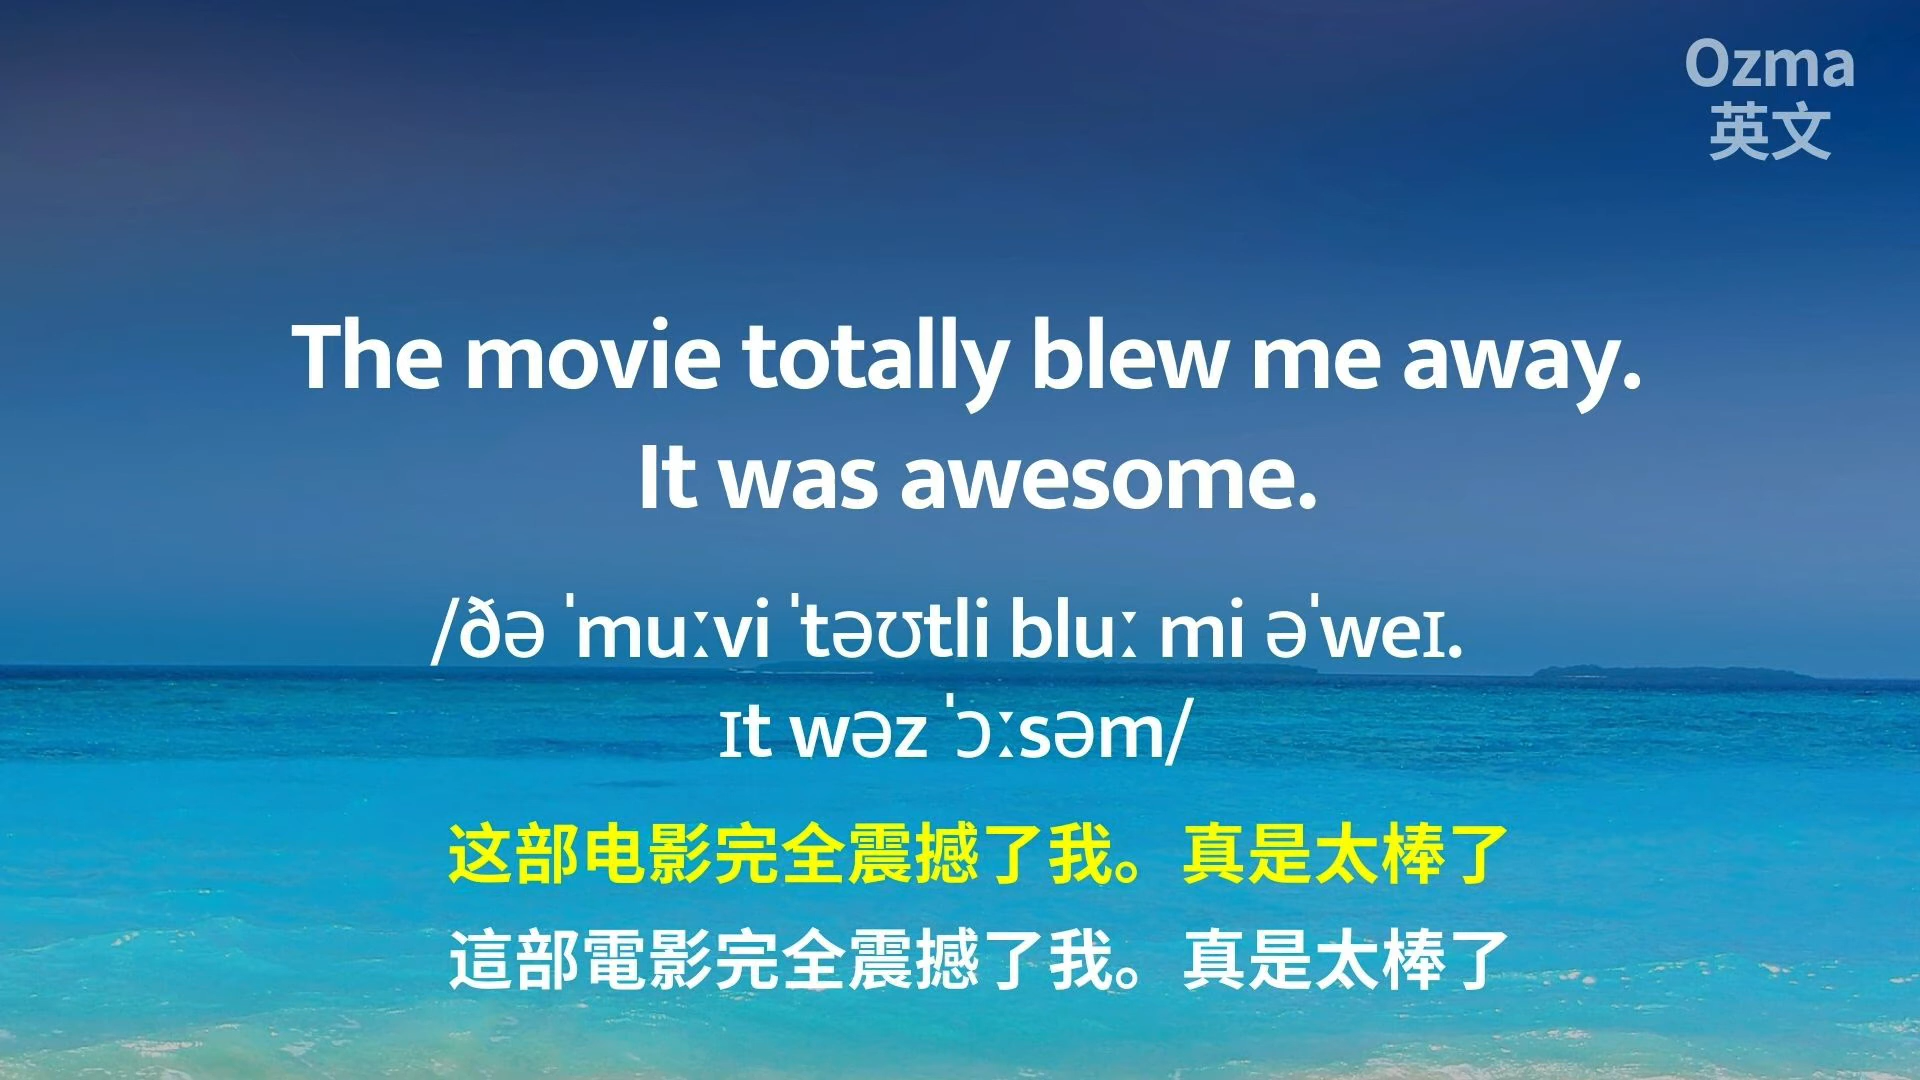 Ozma
英文
The movie totally blew me away.
It was awesome.
/ðə ˈmuːvi ˈtəʊtli bluː mi əˈweɪ.
ɪt wəz ˈɔːsəm/
这部电影完全震撼了我。真是太棒了
這部電影完全震撼了我。真是太棒了